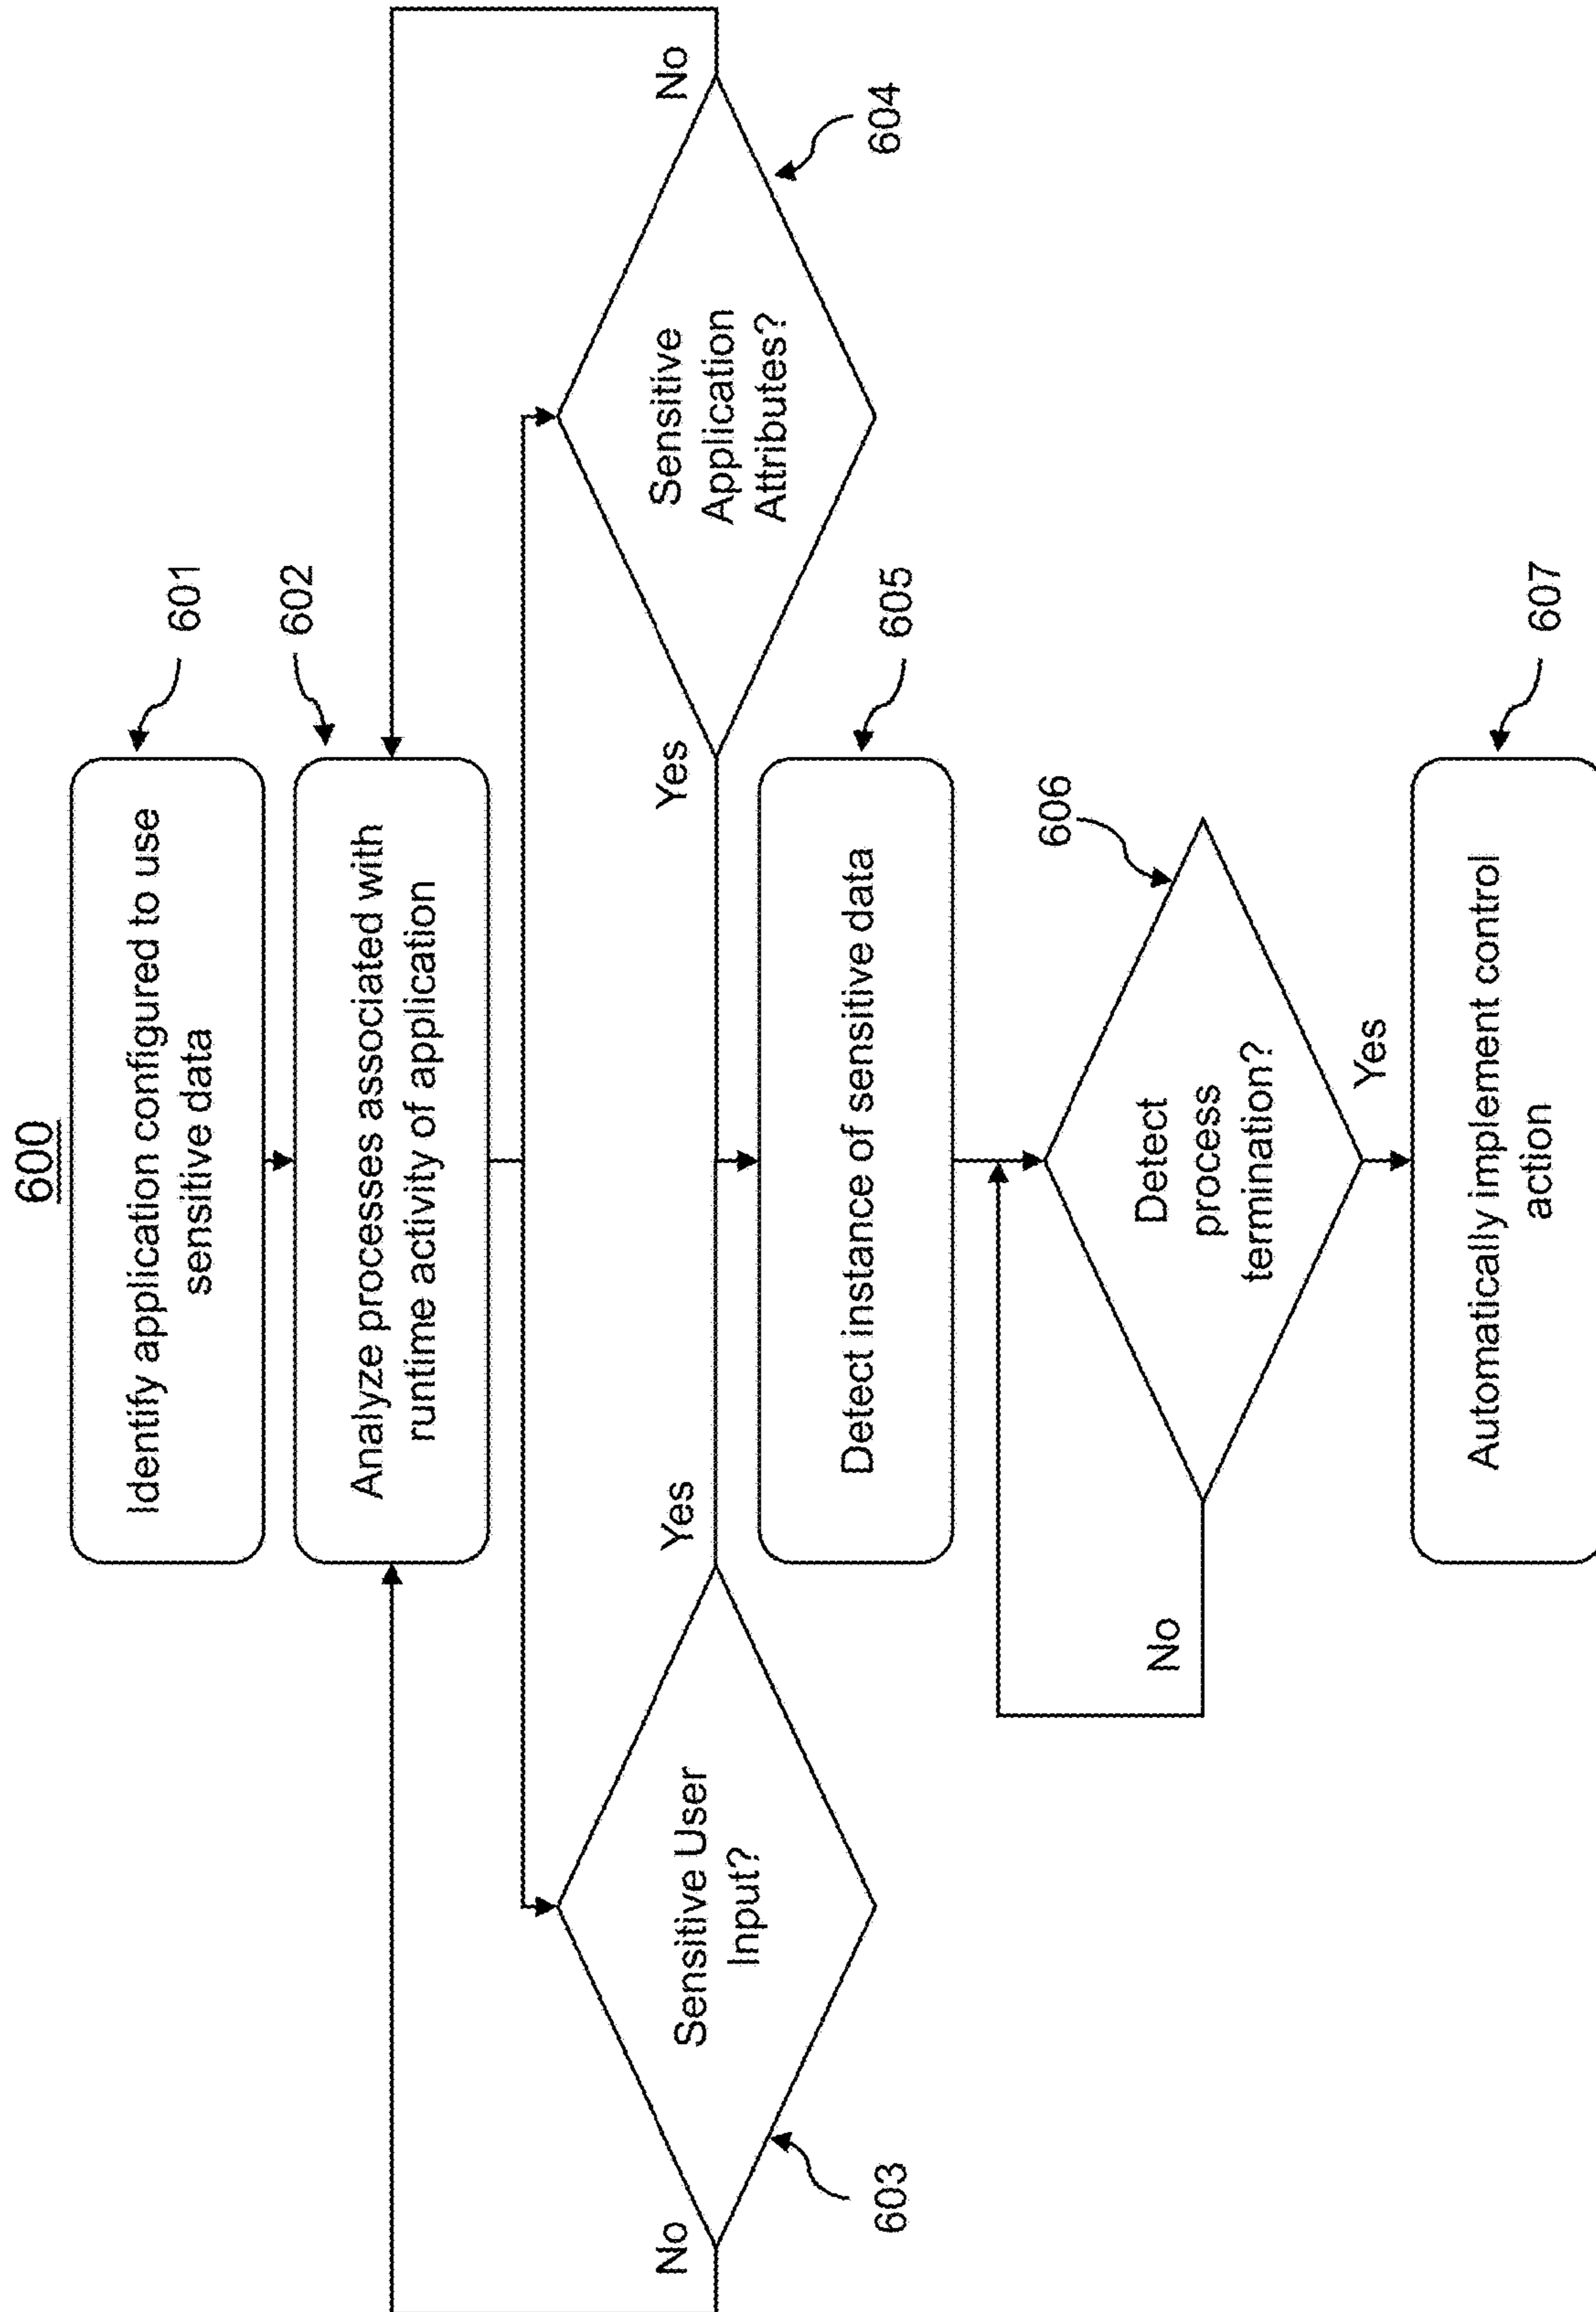 600
Identify application configured to use
sensitive data
601
Analyze processes associated with
runtime activity of application
602
No
Sensitive User
Input?
Yes
603
Yes
Sensitive
Application
Attributes?
No
604
Detect instance of sensitive data
605
No
Detect
process
termination?
606
Yes
Automatically implement control
action
607